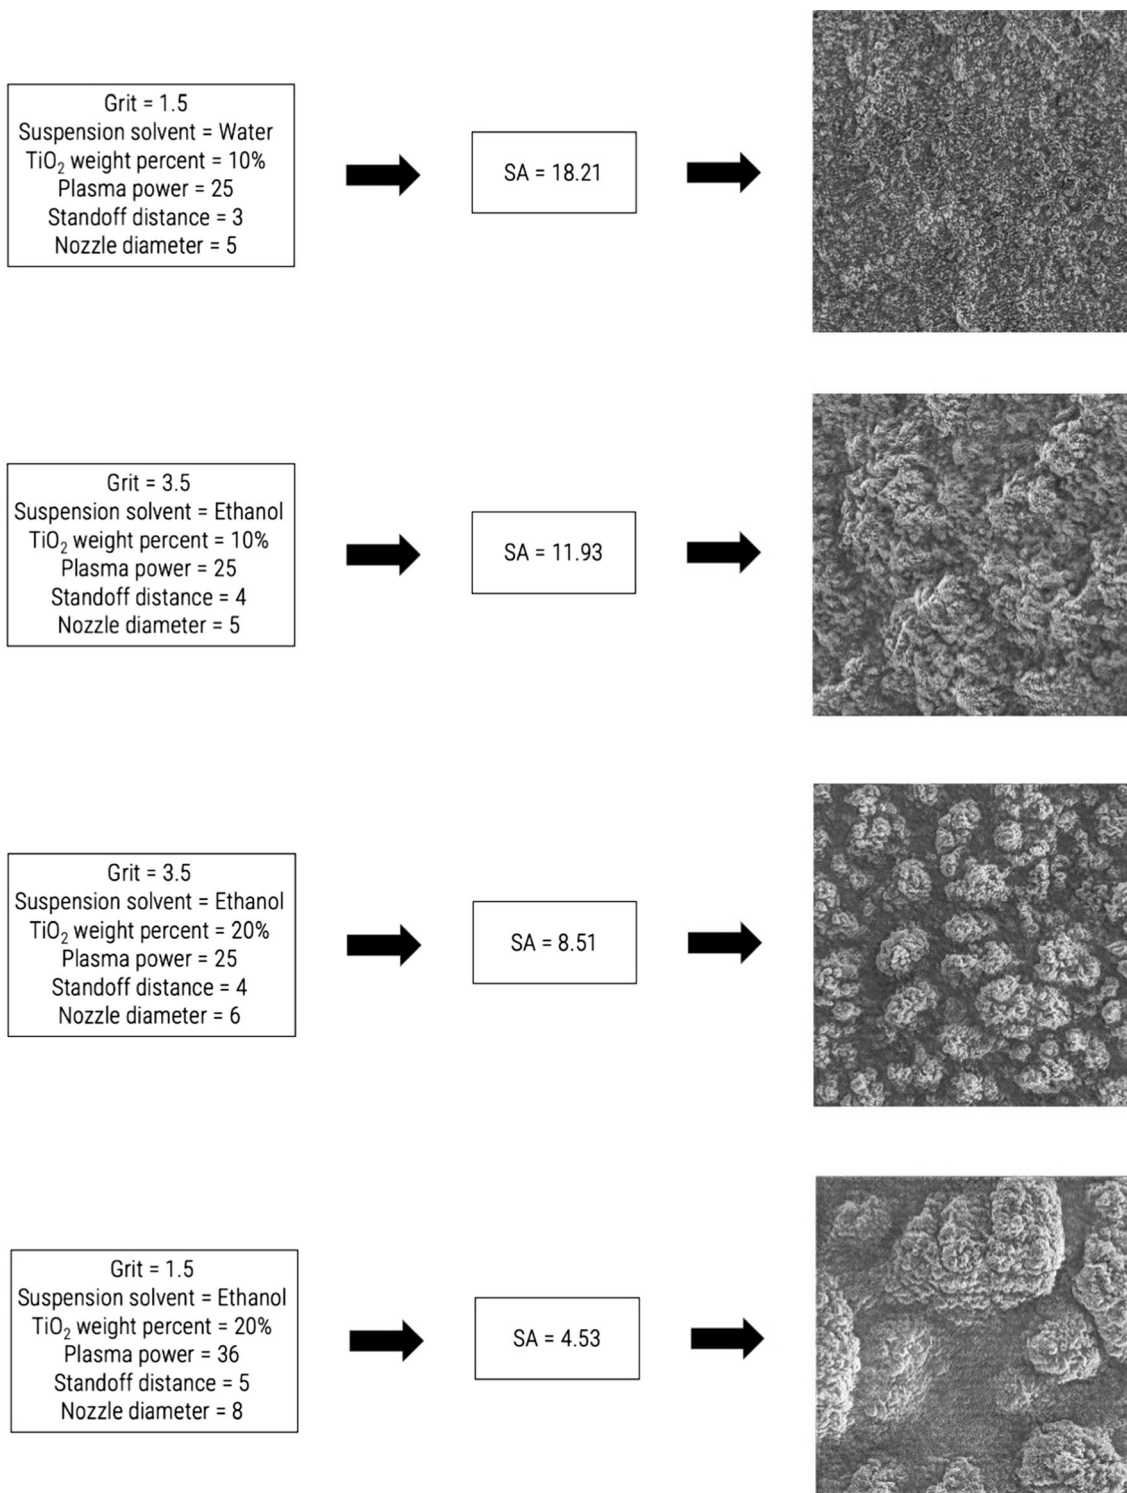 Grit = 1.5
Suspension solvent = Water
TiO₂ weight percent = 10%
Plasma power = 25
Standoff distance = 3
Nozzle diameter = 5
SA = 18.21
Grit = 3.5
Suspension solvent = Ethanol
TiO₂ weight percent = 10%
Plasma power = 25
Standoff distance = 4
Nozzle diameter = 5
SA = 11.93
Grit = 3.5
Suspension solvent = Ethanol
TiO₂ weight percent = 20%
Plasma power = 25
Standoff distance = 4
Nozzle diameter = 6
SA = 8.51
Grit = 1.5
Suspension solvent = Ethanol
TiO₂ weight percent = 20%
Plasma power = 36
Standoff distance = 5
Nozzle diameter = 8
SA = 4.53